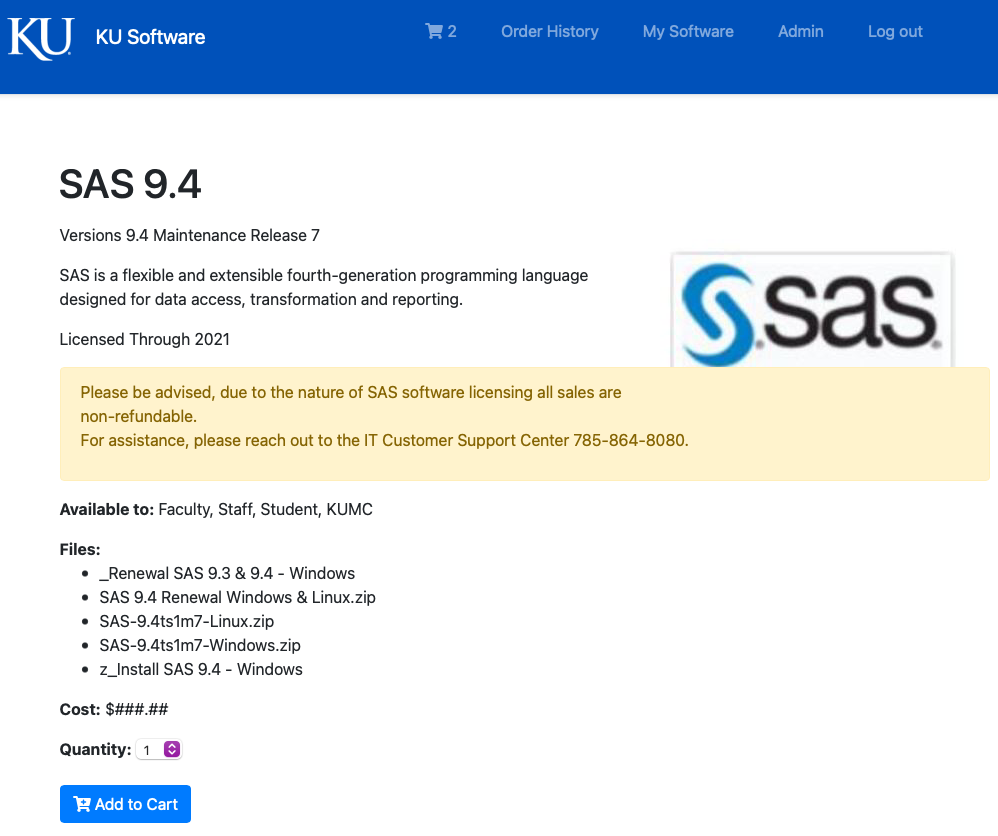 KU KU Software 2 Order History My Software Admin Log out
SAS 9.4
Versions 9.4 Maintenance Release 7
SAS is a flexible and extensible fourth-generation programming language
designed for data access, transformation and reporting.
sas
Licensed Through 2021
Please be advised, due to the nature of SAS software licensing all sales are
non-refundable.
For assistance, please reach out to the IT Customer Support Center 785-864-8080.
Available to: Faculty, Staff, Student, KUMC
Files:
_Renewal SAS 9.3 & 9.4 - Windows
SAS 9.4 Renewal Windows & Linux.zip
SAS-9.4ts1m7-Linux.zip
SAS-9.4ts1m7-Windows.zip
z_Install SAS 9.4 - Windows
Cost: $###.##
Quantity: 1
Add to Cart